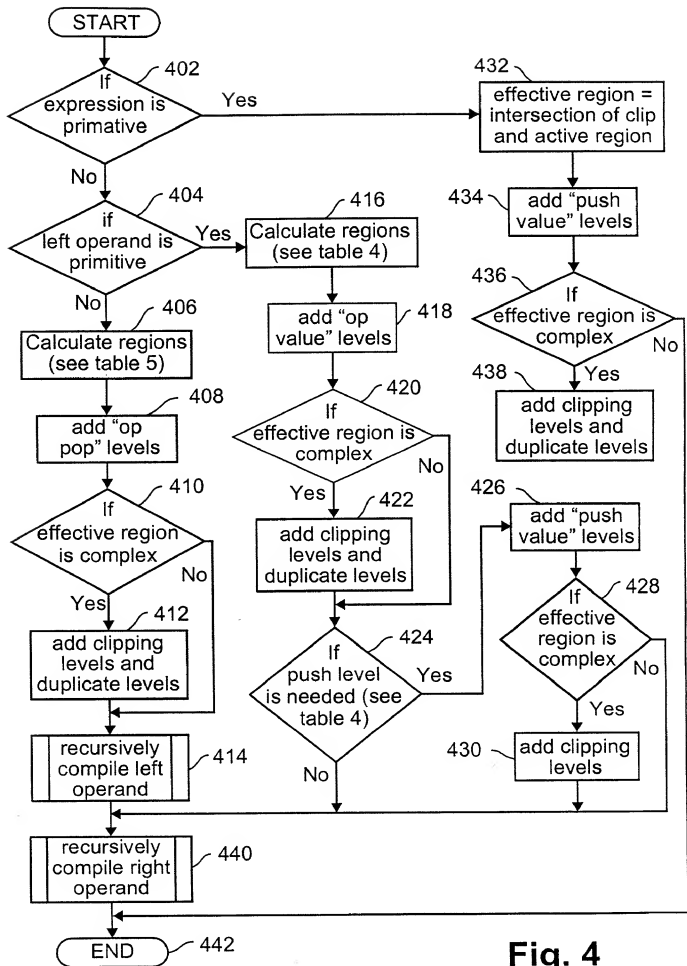 START
402
If
expression is
primative
Yes
No
432
effective region =
intersection of clip
and active region
434
add "push
value" levels
436
If
effective region is
complex
No
Yes
438
add clipping
levels and
duplicate levels
404
if
left operand is
primitive
Yes
No
416
Calculate regions
(see table 4)
418
add "op
value" levels
420
If
effective region is
complex
No
Yes
422
add clipping
levels and
duplicate levels
424
If
push level
is needed (see
table 4)
Yes
No
426
add "push
value" levels
428
If
effective
region is
complex
No
Yes
430
add clipping
levels
406
Calculate regions
(see table 5)
408
add "op
pop" levels
410
If
effective region
is complex
No
Yes
412
add clipping
levels and
duplicate levels
recursively
compile left
operand
414
recursively
compile right
operand
440
END
442
Fig. 4